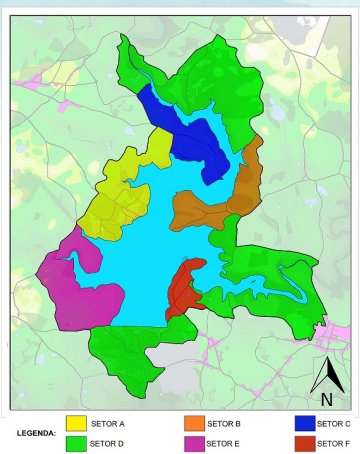 N
LEGENDA:
SETOR A
SETOR B
SETOR C
SETOR D
SETOR E
SETOR F